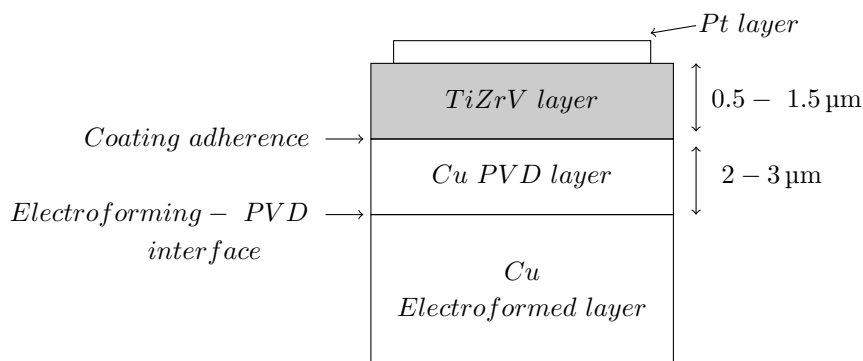 Pt layer
TiZrV layer
0.5 − 1.5 µm
Coating adherence
Cu PVD layer
2 − 3 µm
Electroforming − PVD
interface
Cu
Electroformed layer